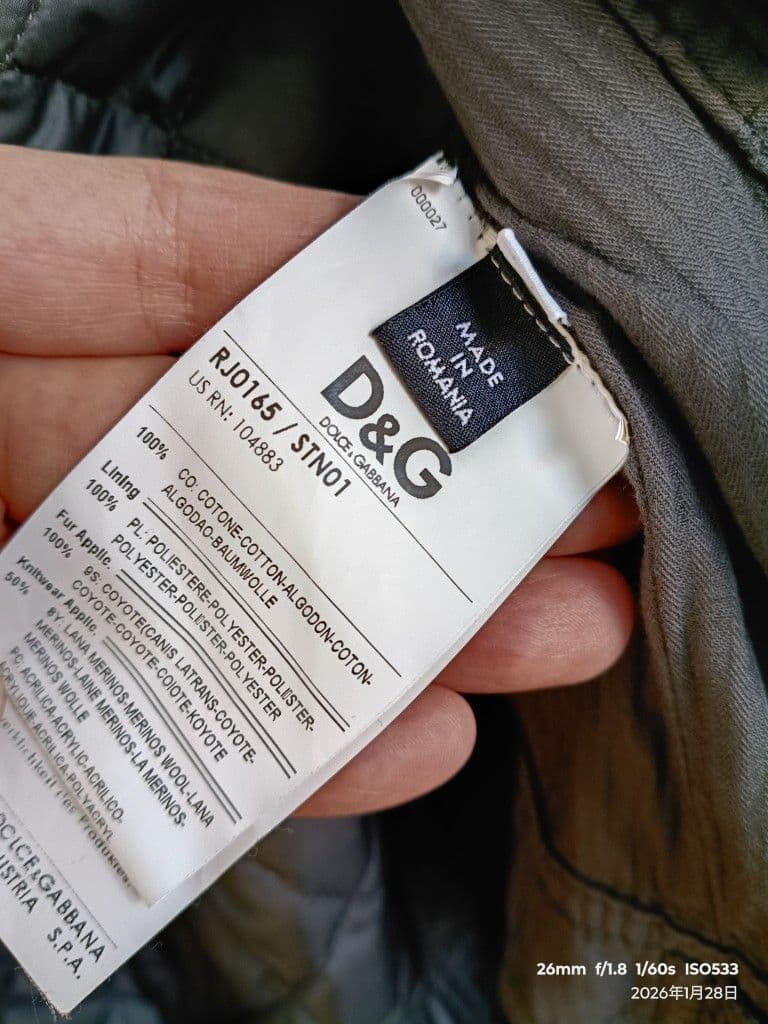 000027
MADE
IN
ROMANIA
D&G
DOLCE & GABBANA
RJ0165 / STN01
US RN: 104883
100% CO: COTONE-COTTON-ALGODON-COTON-
ALGODAO-BAUMWOLLE
Lining
100% PL: POLIESTERE-POLYESTER-POLIESTER-
POLYESTER-POLIESTER-POLYESTER
Fur Applic.
100% 8S: COYOTE(CANIS LATRANS-COYOTE-
COYOTE-COYOTE-COIOTE-KOYOTE
Knitwear Applic.
50% 8Y: LANA MERINOS-MERINOS WOOL-LANA
MERINOS-LAINE MERINOS-LA MERINOS-
MERINOS WOLLE
PC: ACRILICA-ACRYLIC-ACRILICO-
ACRYLIQUE-ACRILICA-POLYACRYL
DOLCE & GABBANA
S.P.A.
26mm f/1.8 1/60s ISO533
2026年1月28日